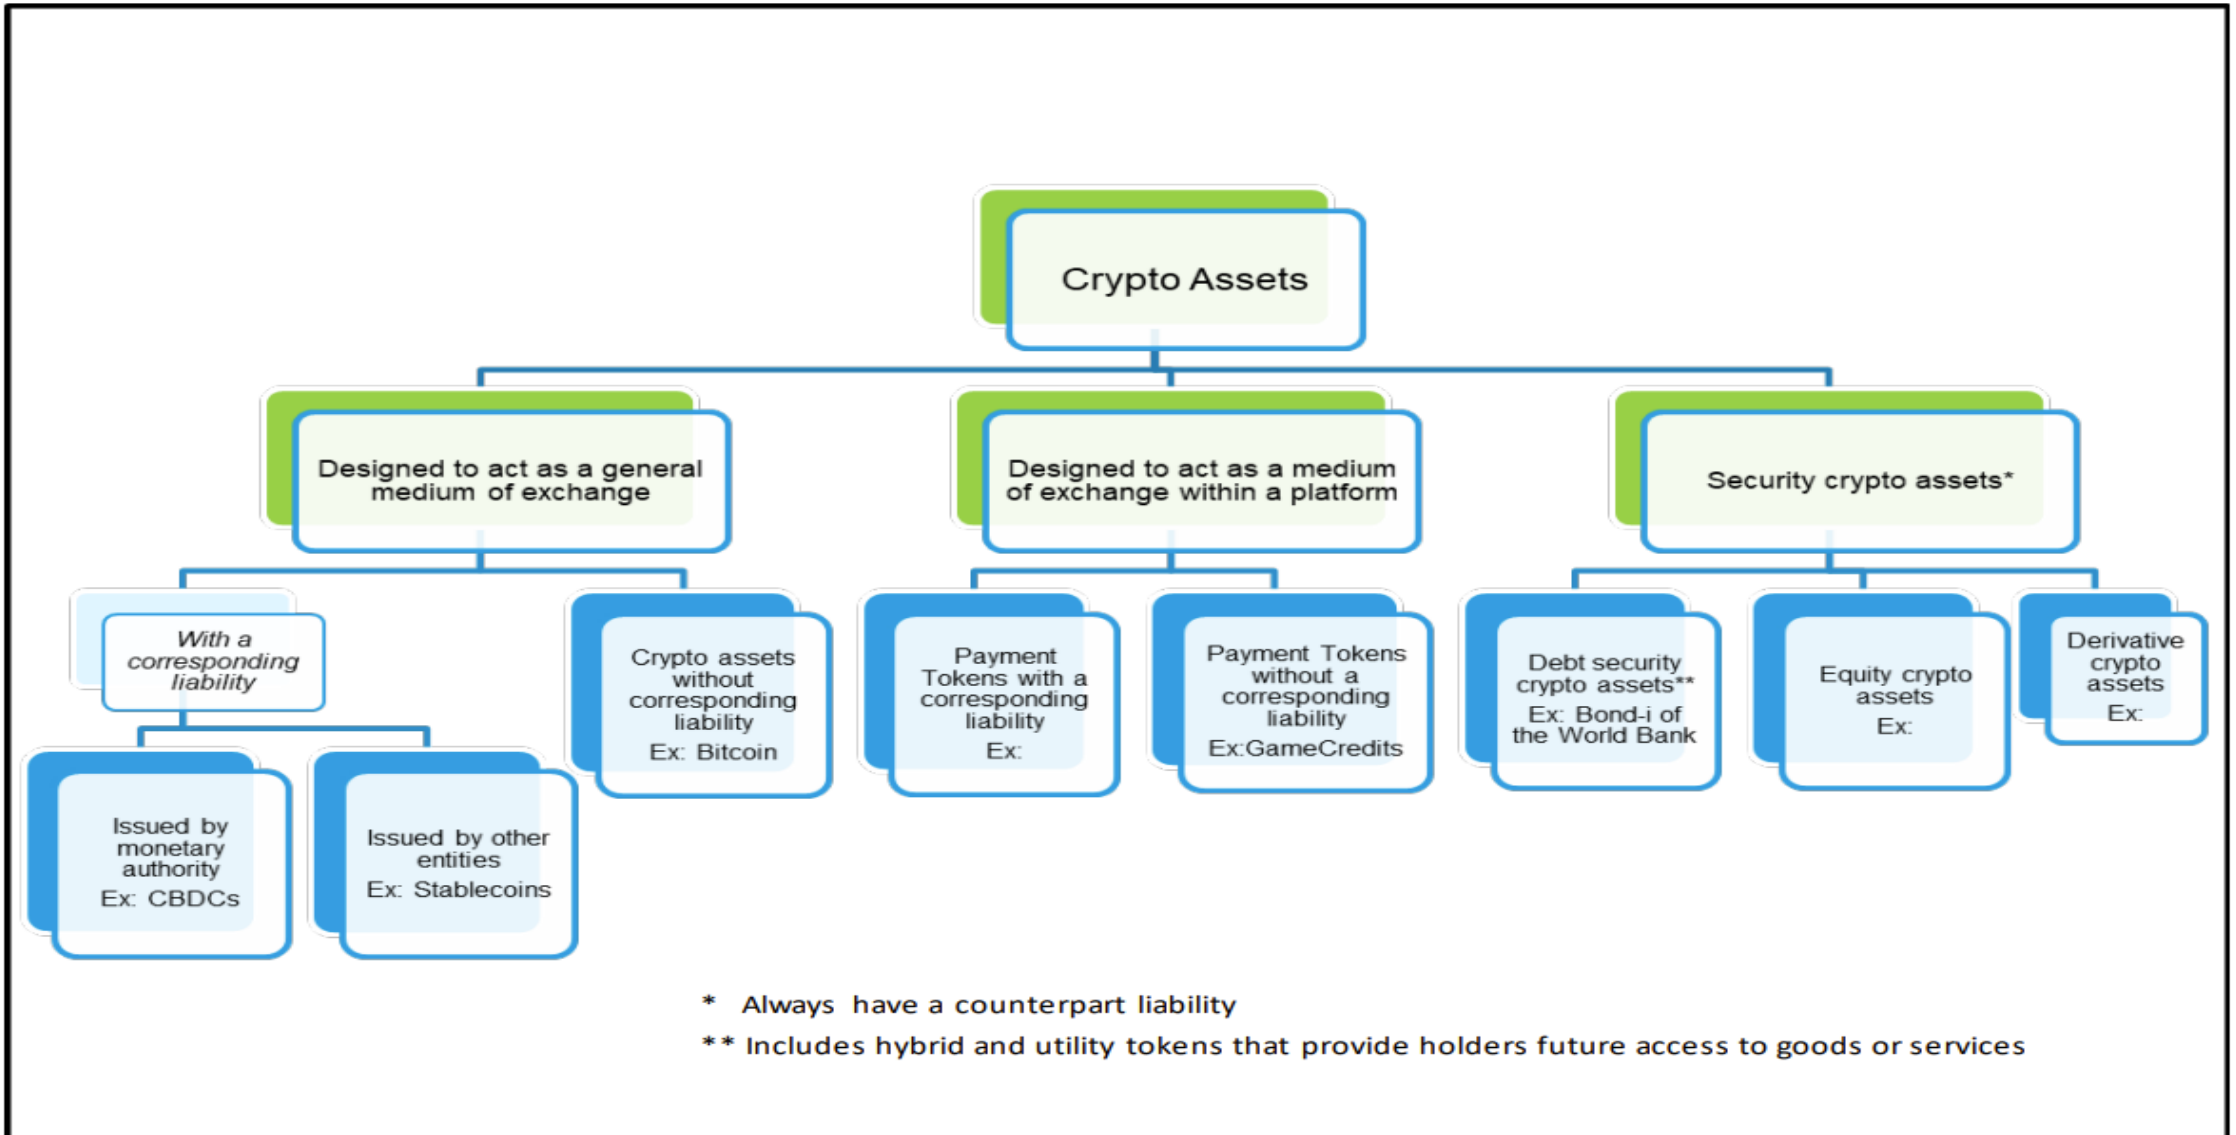 Crypto Assets
Designed to act as a general
medium of exchange
Designed to act as a medium
of exchange within a platform
Security crypto assets*
With a
corresponding
liability
Crypto assets
without
corresponding
liability
Ex: Bitcoin
Payment
Tokens with a
corresponding
liability
Ex:
Payment Tokens
without a
corresponding
liability
Ex:GameCredits
Debt security
crypto assets**
Ex: Bond-i of
the World Bank
Equity crypto
assets
Ex:
Derivative
crypto
assets
Ex:
Issued by
monetary
authority
Ex: CBDCs
Issued by other
entities
Ex: Stablecoins
* Always have a counterpart liability
** Includes hybrid and utility tokens that provide holders future access to goods or services